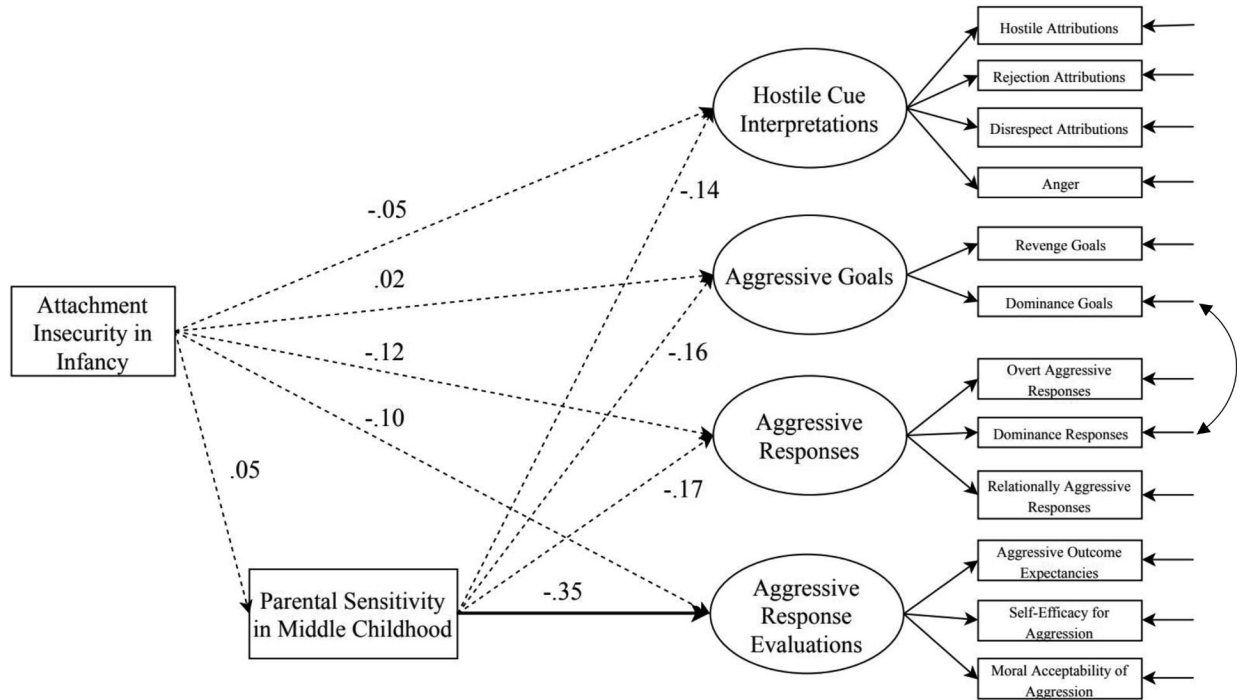 Attachment
Insecurity in
Infancy
Parental Sensitivity
in Middle Childhood
-.05
.02
-.12
-.10
.05
-.14
-.16
-.17
-.35
Hostile Cue
Interpretations
Aggressive Goals
Aggressive
Responses
Aggressive
Response
Evaluations
Hostile Attributions
Rejection Attributions
Disrespect Attributions
Anger
Revenge Goals
Dominance Goals
Overt Aggressive
Responses
Dominance Responses
Relationally Aggressive
Responses
Aggressive Outcome
Expectancies
Self-Efficacy for
Aggression
Moral Acceptability of
Aggression